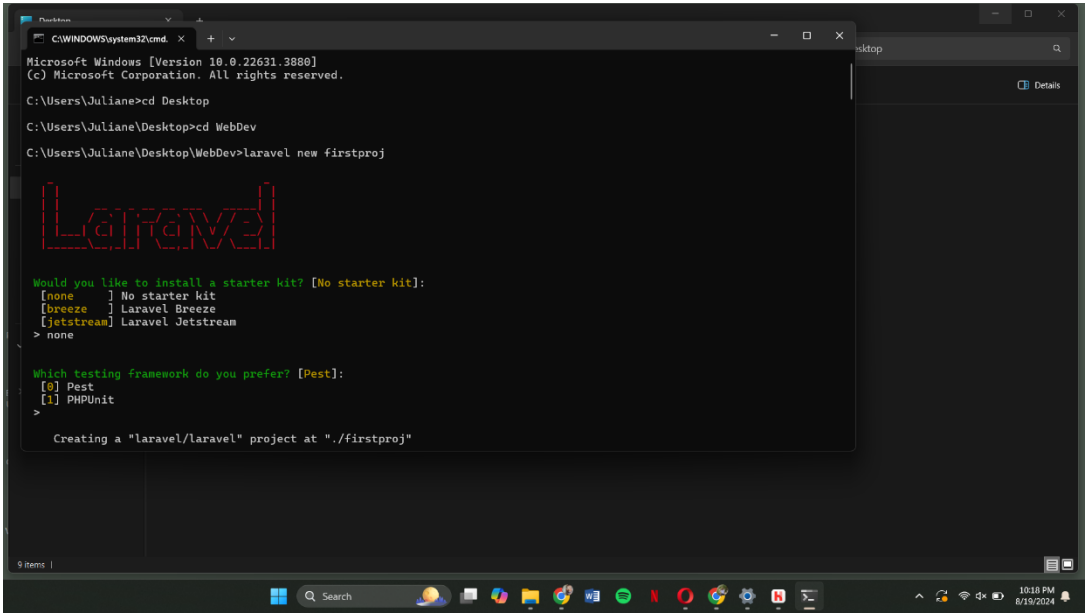 Desktop
C:\WINDOWS\system32\cmd.
Microsoft Windows [Version 10.0.22631.3880]
(c) Microsoft Corporation. All rights reserved.
C:\Users\Juliane>cd Desktop
C:\Users\Juliane\Desktop>cd WebDev
C:\Users\Juliane\Desktop\WebDev>laravel new firstproj
Laravel
Would you like to install a starter kit? [No starter kit]:
[none     ] No starter kit
[breeze   ] Laravel Breeze
[jetstream] Laravel Jetstream
> none
Which testing framework do you prefer? [Pest]:
[0] Pest
[1] PHPUnit
>
Creating a "laravel/laravel" project at "./firstproj"
esktop
Details
9 items
Search
10:18 PM
8/19/2024